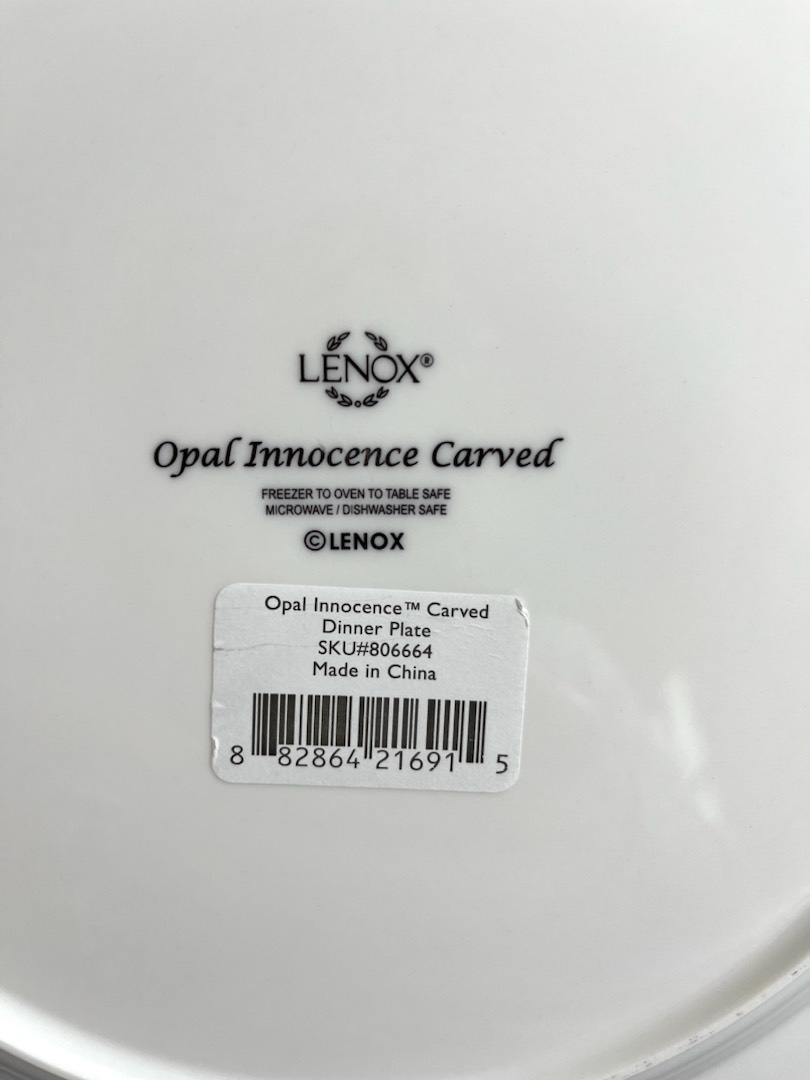 LENOX®
Opal Innocence Carved
FREEZER TO OVEN TO TABLE SAFE
MICROWAVE / DISHWASHER SAFE
©LENOX
Opal Innocence™ Carved
Dinner Plate
SKU#806664
Made in China
8 82864 21691 5